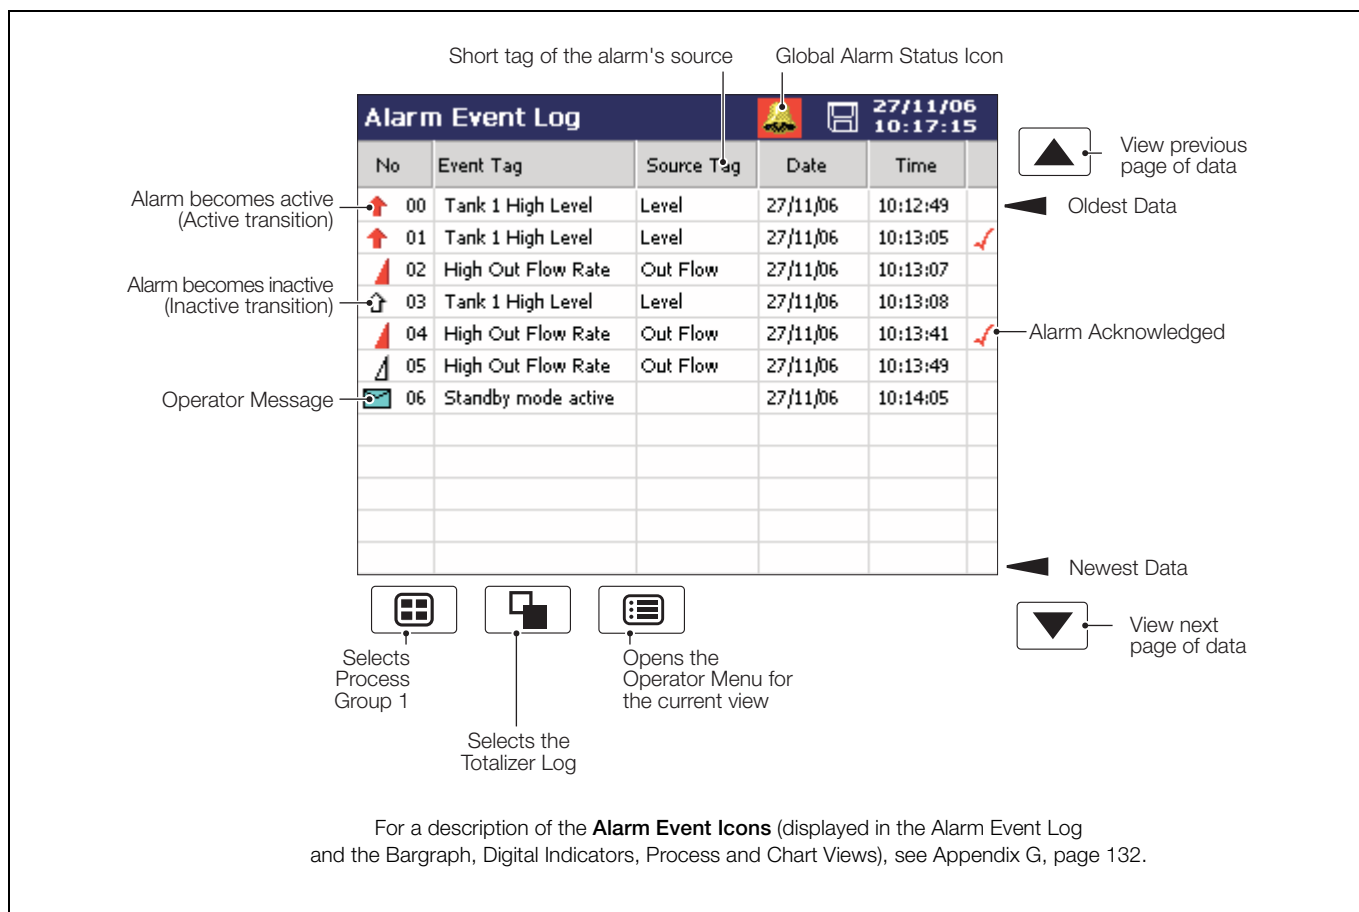 Short tag of the alarm's source
Global Alarm Status Icon
Alarm Event Log
27/11/06
10:17:15
View previous
page of data
No Event Tag Source Tag Date Time
Alarm becomes active
(Active transition)
00 Tank 1 High Level Level 27/11/06 10:12:49
Oldest Data
01 Tank 1 High Level Level 27/11/06 10:13:05
02 High Out Flow Rate Out Flow 27/11/06 10:13:07
Alarm becomes inactive
(Inactive transition)
03 Tank 1 High Level Level 27/11/06 10:13:08
04 High Out Flow Rate Out Flow 27/11/06 10:13:41
Alarm Acknowledged
05 High Out Flow Rate Out Flow 27/11/06 10:13:49
Operator Message
06 Standby mode active 27/11/06 10:14:05
Newest Data
View next
page of data
Selects
Process
Group 1
Selects the
Totalizer Log
Opens the
Operator Menu for
the current view
For a description of the Alarm Event Icons (displayed in the Alarm Event Log
and the Bargraph, Digital Indicators, Process and Chart Views), see Appendix G, page 132.